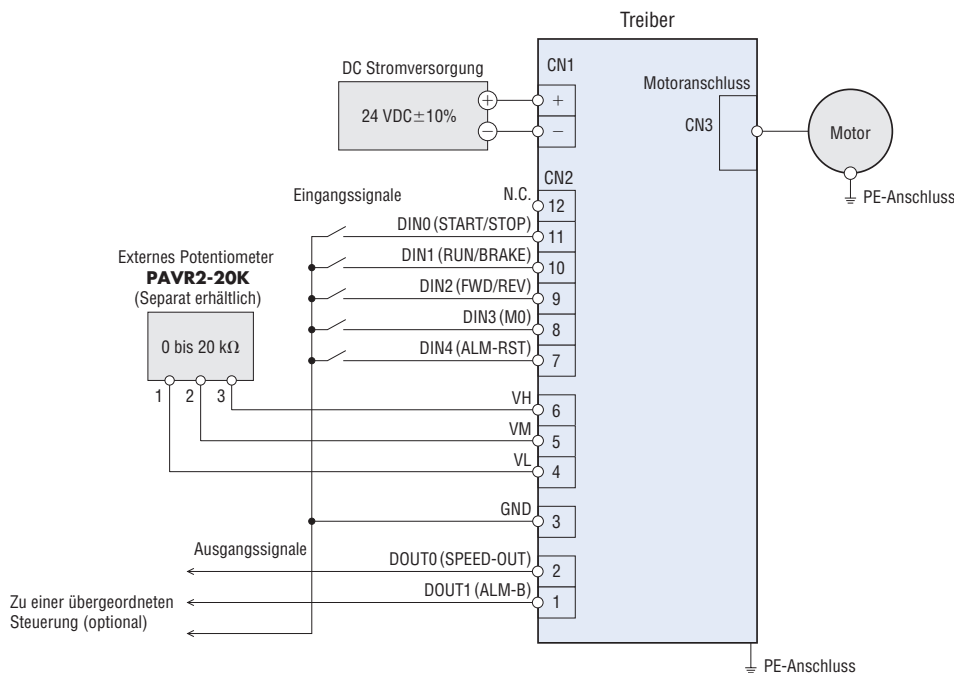 Treiber
DC Stromversorgung
24 VDC±10%
+
−
CN1
+
−
Motoranschluss
CN3
Motor
PE-Anschluss
CN2
Eingangssignale
N.C.
12
DIN0 (START/STOP)
11
DIN1 (RUN/BRAKE)
10
DIN2 (FWD/REV)
9
DIN3 (M0)
8
DIN4 (ALM-RST)
7
Externes Potentiometer
PAVR2-20K
(Separat erhältlich)
0 bis 20 kΩ
1 2 3
VH
6
VM
5
VL
4
GND
3
Ausgangssignale
DOUT0 (SPEED-OUT)
2
DOUT1 (ALM-B)
1
Zu einer übergeordneten
Steuerung (optional)
PE-Anschluss